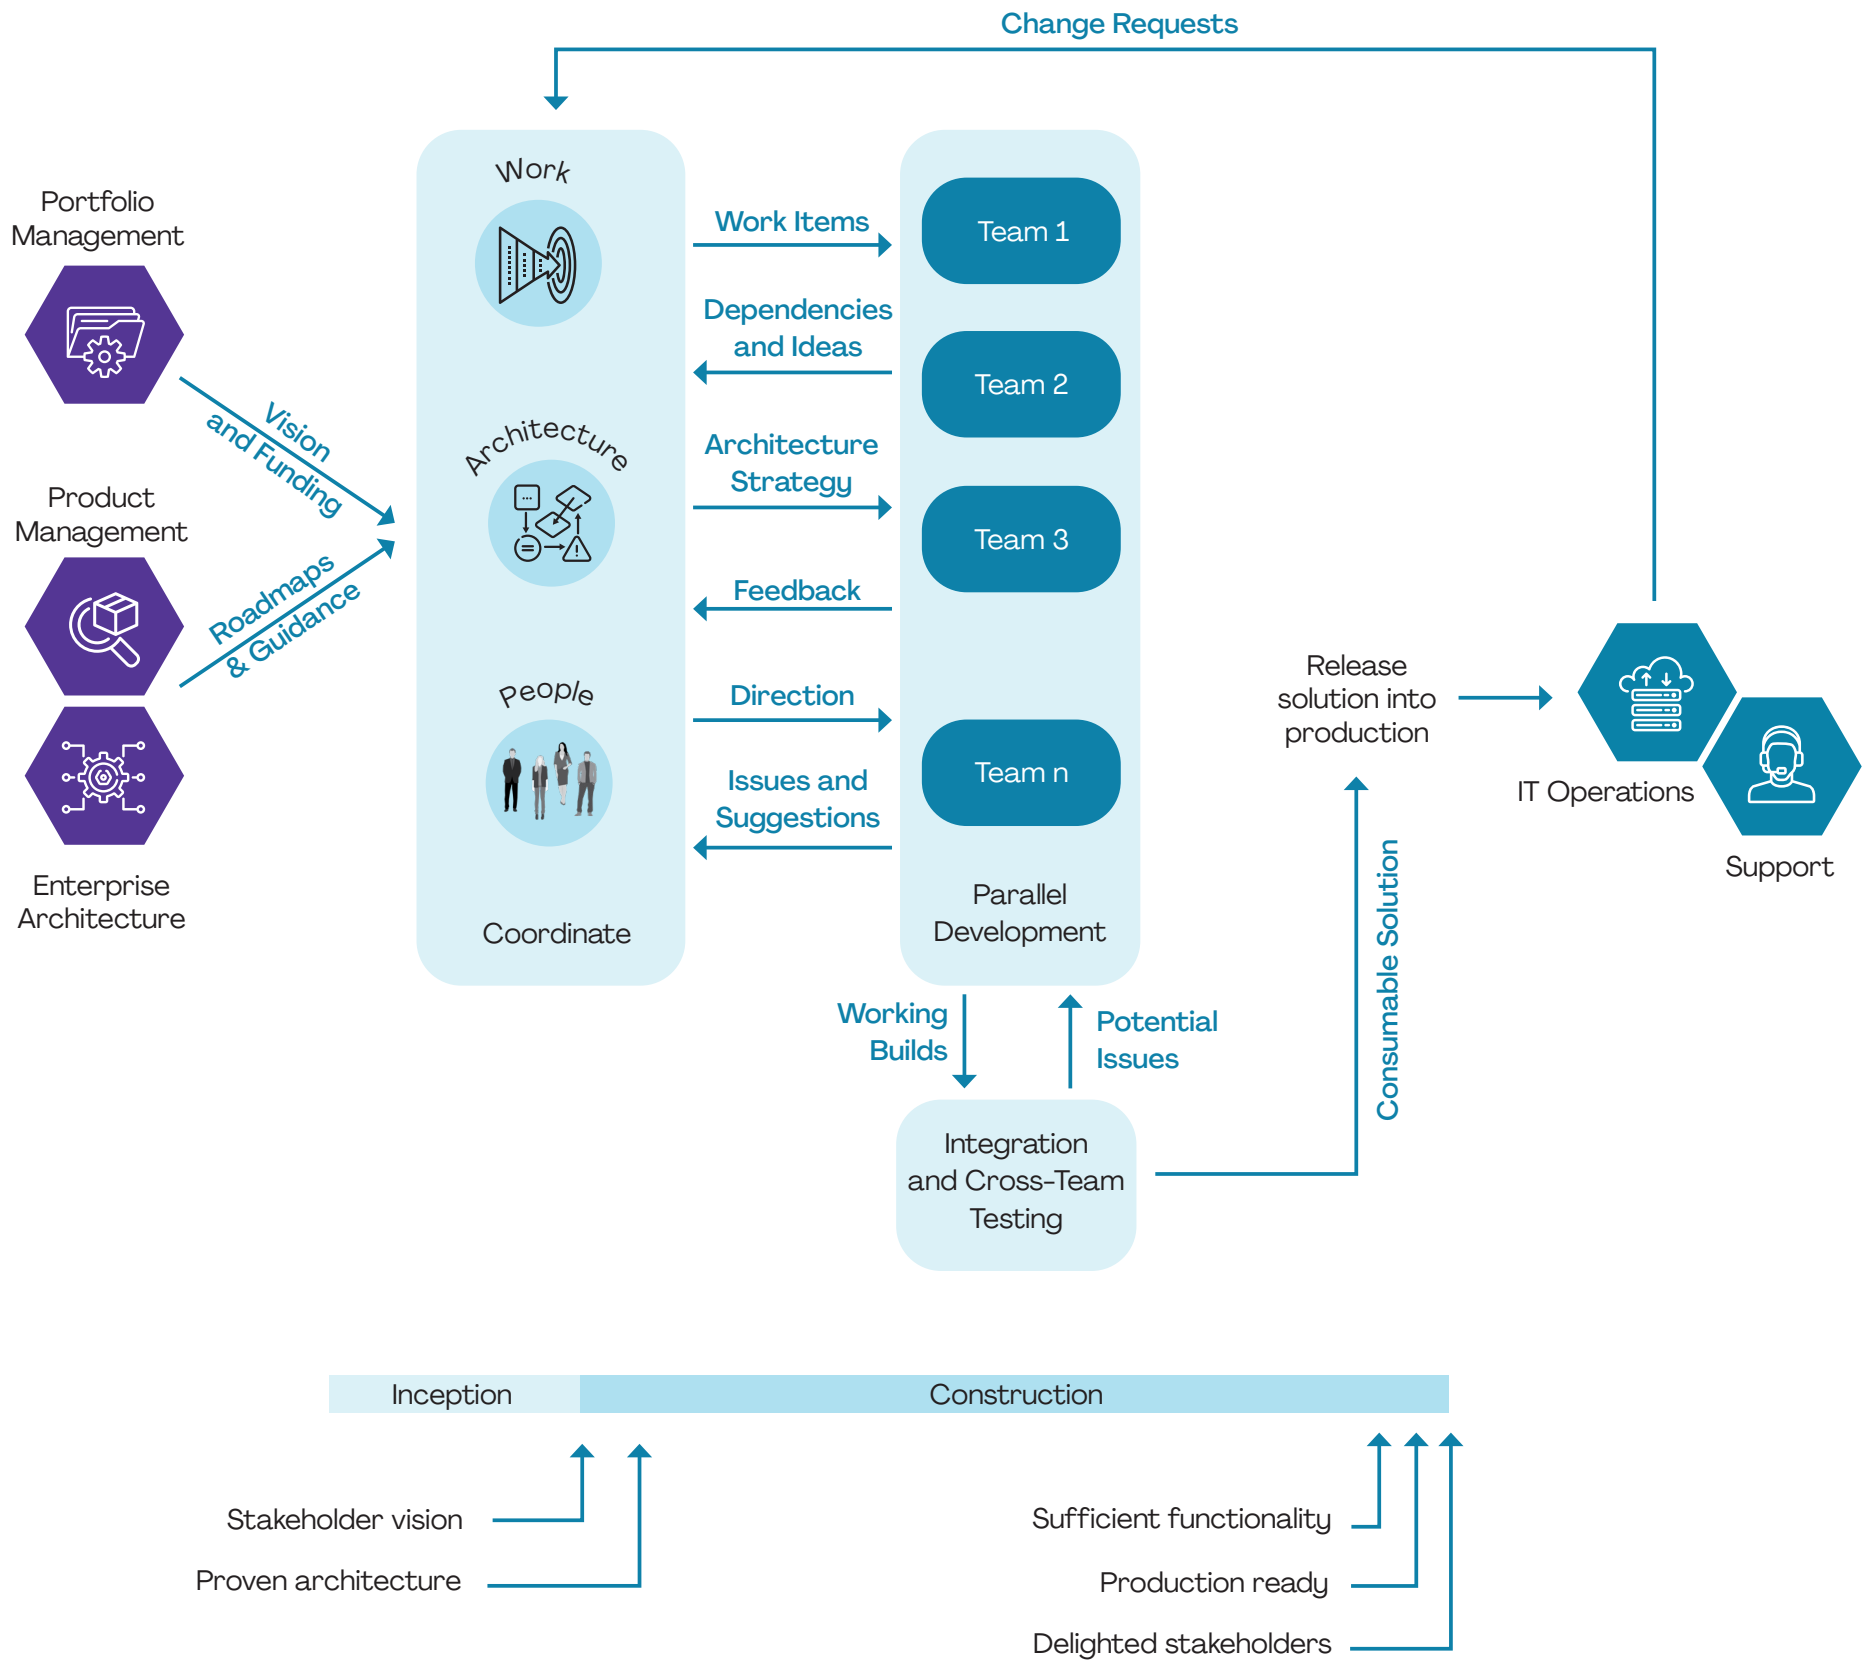 Change Requests
Portfolio
Management
Vision
and Funding
Product
Management
Roadmaps
& Guidance
Enterprise
Architecture
Work
Architecture
People
Coordinate
Work Items
Dependencies
and Ideas
Architecture
Strategy
Feedback
Direction
Issues and
Suggestions
Team 1
Team 2
Team 3
Team n
Parallel
Development
Working
Builds
Potential
Issues
Integration
and Cross-Team
Testing
Consumable Solution
Release
solution into
production
IT Operations
Support
Inception
Construction
Stakeholder vision
Proven architecture
Sufficient functionality
Production ready
Delighted stakeholders